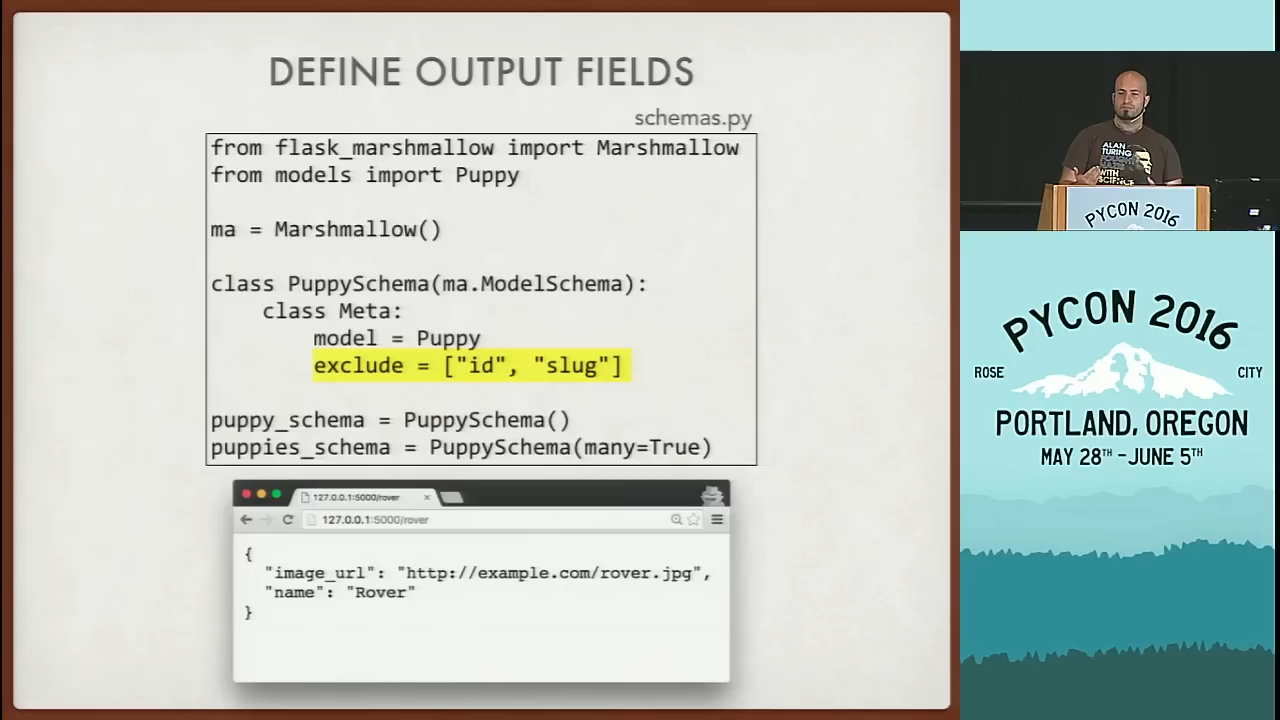 DEFINE OUTPUT FIELDS
schemas.py
from flask_marshmallow import Marshmallow
from models import Puppy
ma = Marshmallow()
class PuppySchema(ma.ModelSchema):
class Meta:
model = Puppy
exclude = ["id", "slug"]
puppy_schema = PuppySchema()
puppies_schema = PuppySchema(many=True)
127.0.0.1:5000/rover
127.0.0.1:5000/rover
{
"image_url": "http://example.com/rover.jpg",
"name": "Rover"
}
ALAN
TURING
WITH
SCIENCE
PYCON 2016
PYCON 2016
ROSE CITY
PORTLAND, OREGON
MAY 28TH - JUNE 5TH